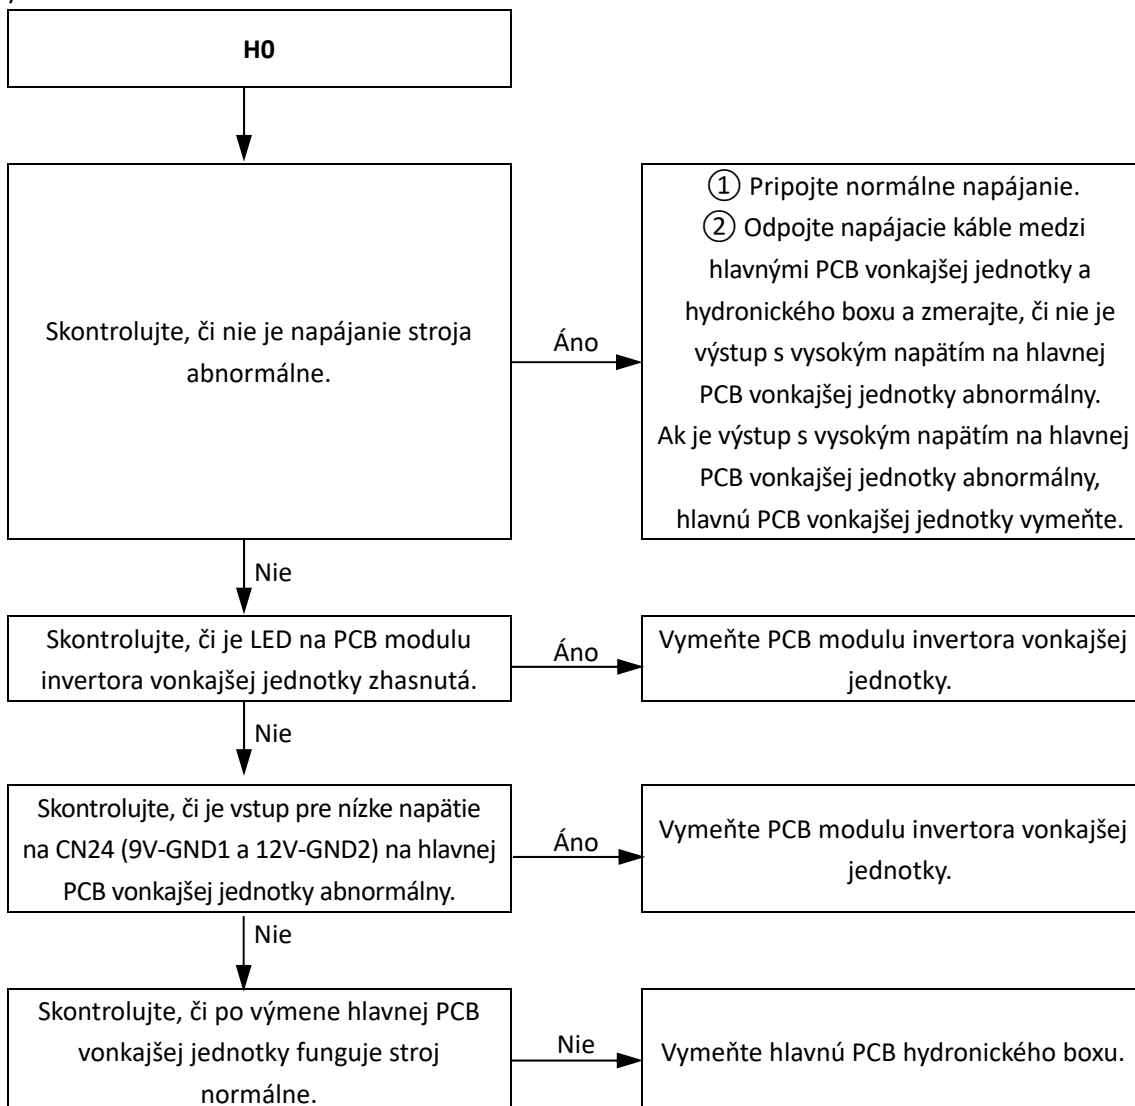 H0
Skontrolujte, či nie je napájanie stroja
abnormálne.
Áno
① Pripojte normálne napájanie.
② Odpojte napájacie káble medzi
hlavnými PCB vonkajšej jednotky a
hydronického boxu a zmerajte, či nie je
výstup s vysokým napätím na hlavnej
PCB vonkajšej jednotky abnormálny.
Ak je výstup s vysokým napätím na hlavnej
PCB vonkajšej jednotky abnormálny,
hlavnú PCB vonkajšej jednotky vymeňte.
Nie
Skontrolujte, či je LED na PCB modulu
invertora vonkajšej jednotky zhasnutá.
Áno
Vymeňte PCB modulu invertora vonkajšej
jednotky.
Nie
Skontrolujte, či je vstup pre nízke napätie
na CN24 (9V-GND1 a 12V-GND2) na hlavnej
PCB vonkajšej jednotky abnormálny.
Áno
Vymeňte PCB modulu invertora vonkajšej
jednotky.
Nie
Skontrolujte, či po výmene hlavnej PCB
vonkajšej jednotky funguje stroj
normálne.
Nie
Vymeňte hlavnú PCB hydronického boxu.